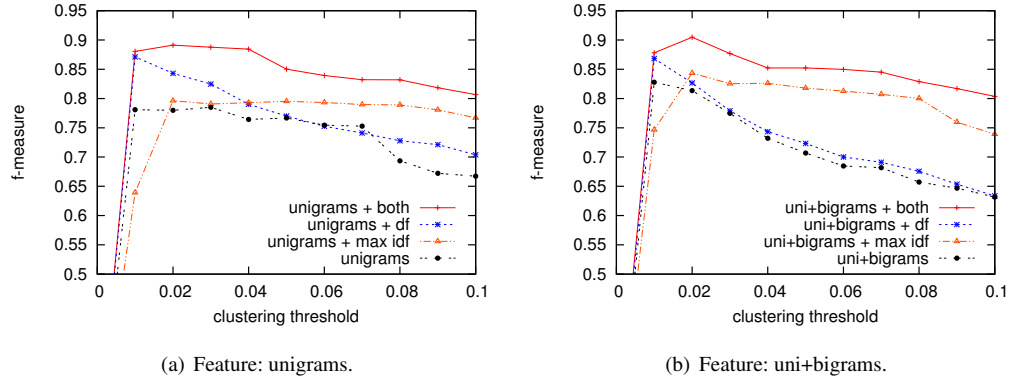 0.95
0.9
0.85
0.8
0.75
0.7
0.65
0.6
0.55
0.5
f-measure
unigrams + both
unigrams + df
unigrams + max idf
unigrams
0 0.02 0.04 0.06 0.08 0.1
clustering threshold
(a) Feature: unigrams.
0.95
0.9
0.85
0.8
0.75
0.7
0.65
0.6
0.55
0.5
f-measure
uni+bigrams + both
uni+bigrams + df
uni+bigrams + max idf
uni+bigrams
0 0.02 0.04 0.06 0.08 0.1
clustering threshold
(b) Feature: uni+bigrams.